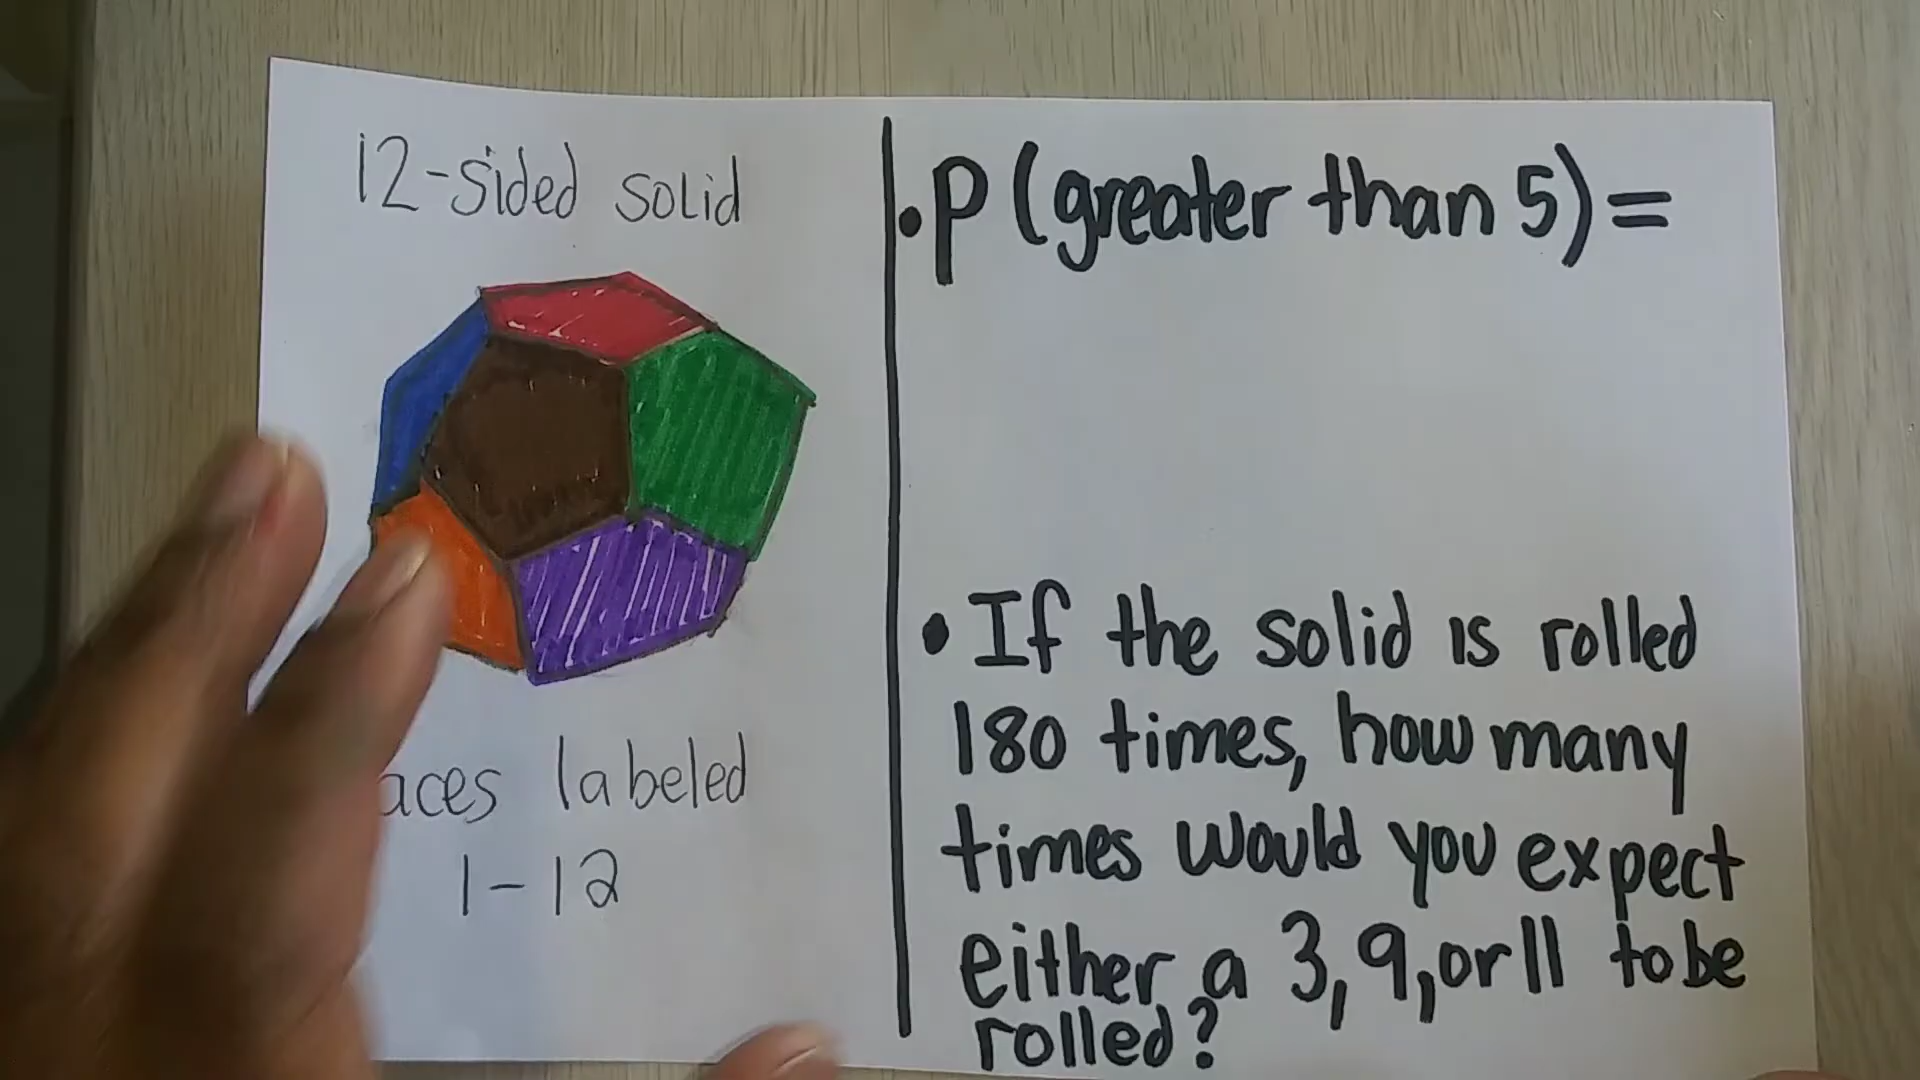 12-sided solid
aces labeled
1-12
• P (greater than 5) =
• If the solid is rolled
180 times, how many
times would you expect
either a 3, 9, or 11 to be
rolled?